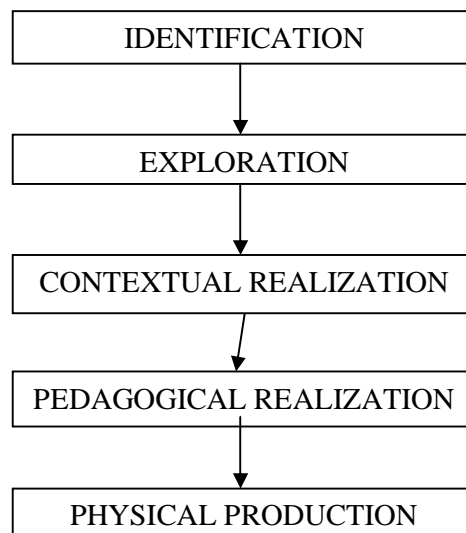 IDENTIFICATION
EXPLORATION
CONTEXTUAL REALIZATION
PEDAGOGICAL REALIZATION
PHYSICAL PRODUCTION